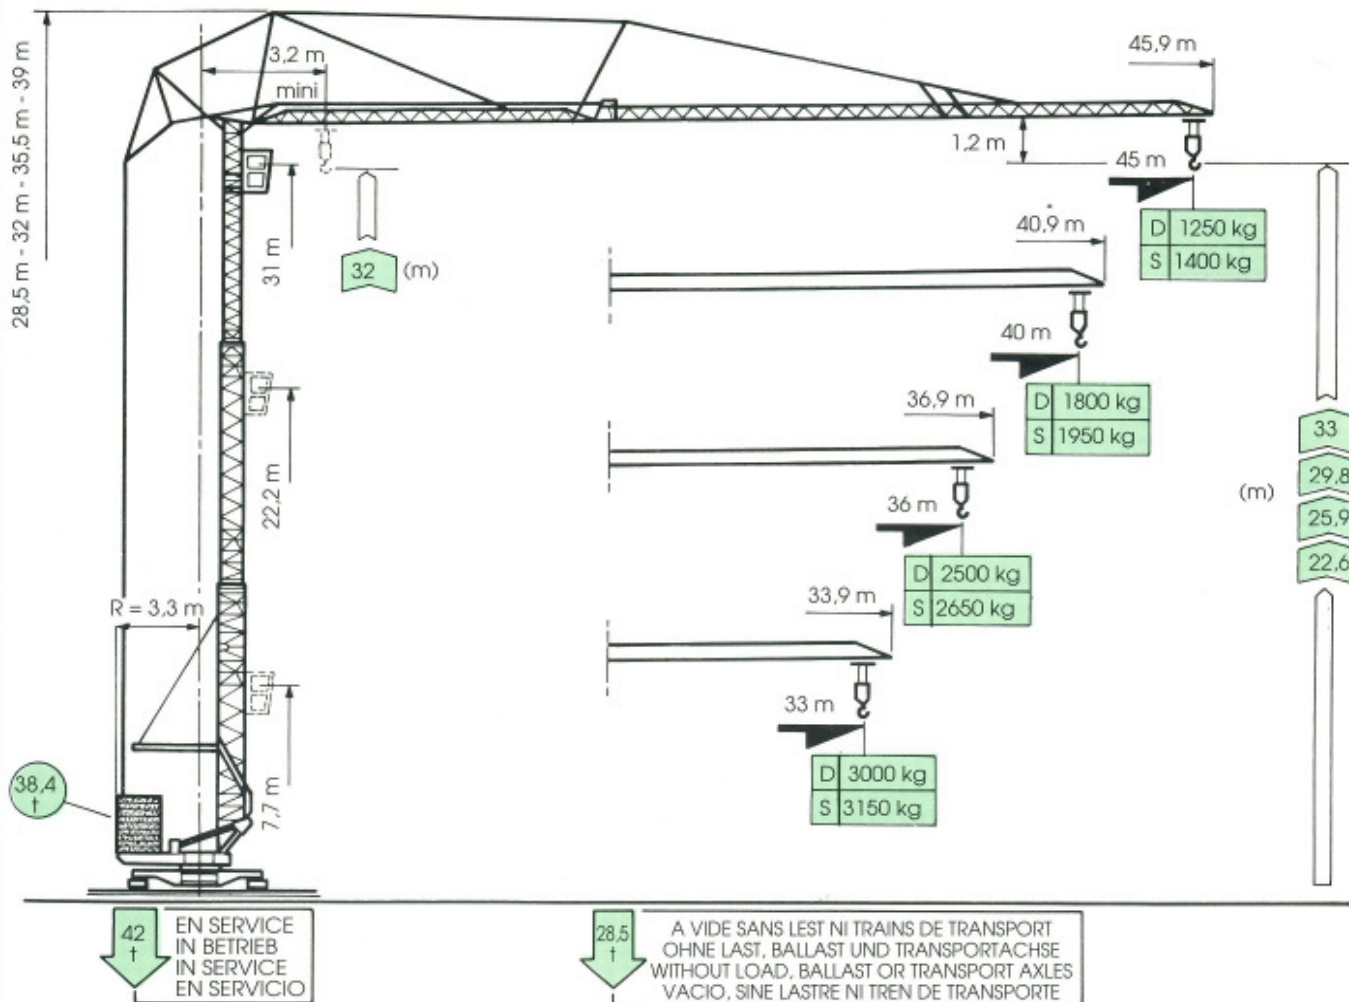 28,5 m - 32 m - 35,5 m - 39 m
3,2 m
mini
45,9 m
1,2 m
45 m
D 1250 kg
S 1400 kg
31 m
32 (m)
40,9 m
40 m
D 1800 kg
S 1950 kg
22,2 m
36,9 m
36 m
D 2500 kg
S 2650 kg
(m)
33
29,8
25,9
22,6
R = 3,3 m
33,9 m
33 m
D 3000 kg
S 3150 kg
7,7 m
38,4
t
42
t
EN SERVICE
IN BETRIEB
IN SERVICE
EN SERVICIO
28,5
t
A VIDE SANS LEST NI TRAINS DE TRANSPORT
OHNE LAST, BALLAST UND TRANSPORTACHSE
WITHOUT LOAD, BALLAST OR TRANSPORT AXLES
VACIO, SINE LASTRE NI TREN DE TRANSPORTE